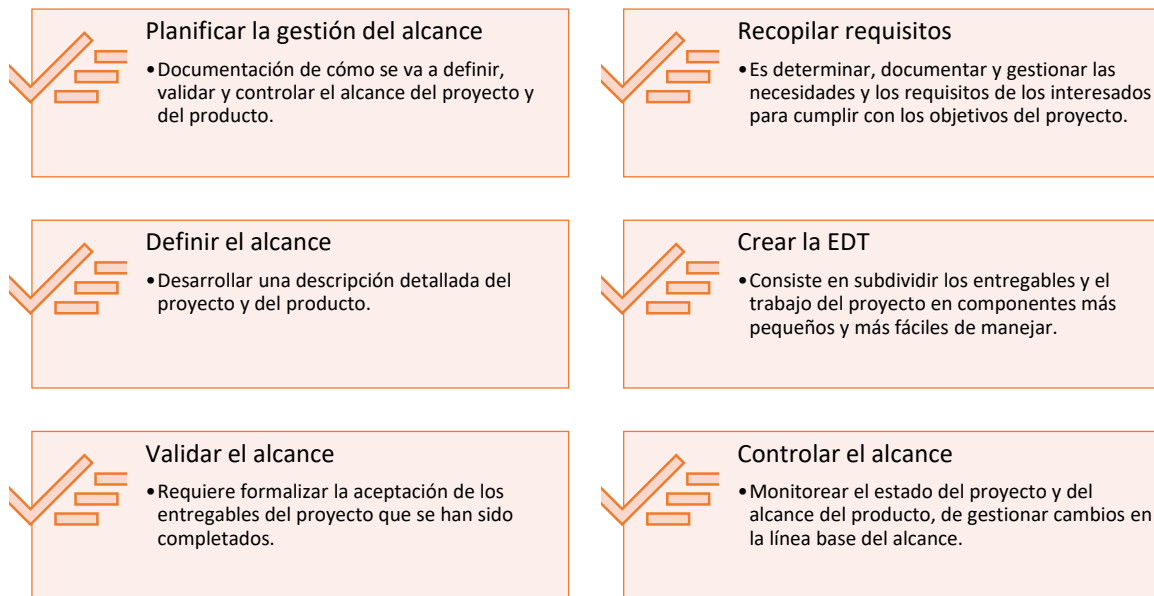 Planificar la gestión del alcance
•Documentación de cómo se va a definir,
validar y controlar el alcance del proyecto y
del producto.
Recopilar requisitos
•Es determinar, documentar y gestionar las
necesidades y los requisitos de los interesados
para cumplir con los objetivos del proyecto.
Definir el alcance
•Desarrollar una descripción detallada del
proyecto y del producto.
Crear la EDT
•Consiste en subdividir los entregables y el
trabajo del proyecto en componentes más
pequeños y más fáciles de manejar.
Validar el alcance
•Requiere formalizar la aceptación de los
entregables del proyecto que se han sido
completados.
Controlar el alcance
•Monitorear el estado del proyecto y del
alcance del producto, de gestionar cambios en
la línea base del alcance.